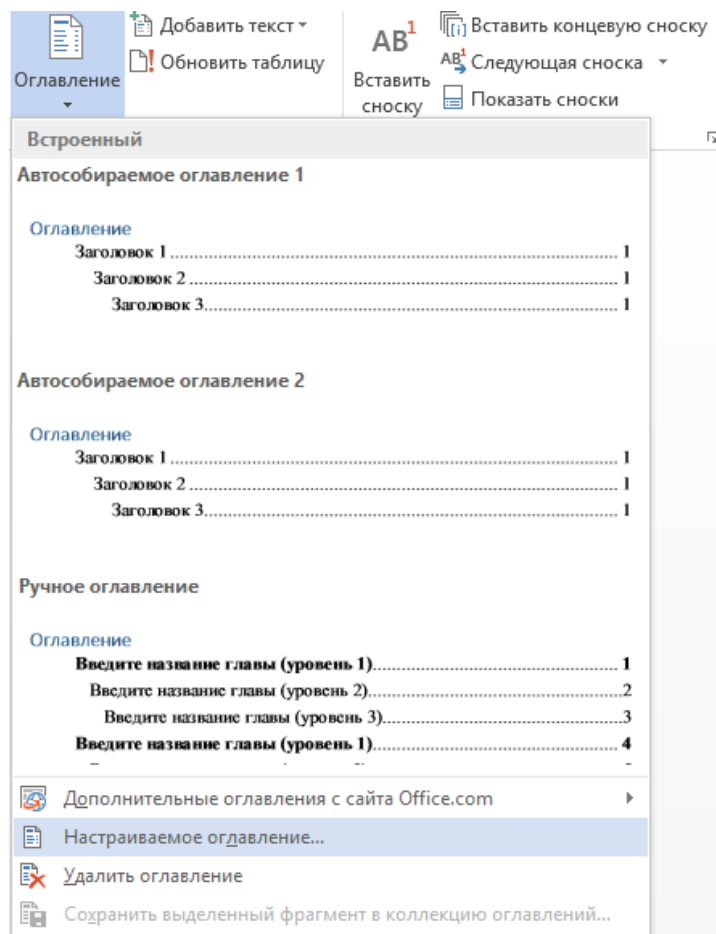 Оглавление
Добавить текст
Обновить таблицу
AB1
Вставить сноску
[i] Вставить концевую сноску
AB1 Следующая сноска
Показать сноски
Встроенный
Автособираемое оглавление 1
Оглавление
Заголовок 1 ........ 1
Заголовок 2 ........ 1
Заголовок 3 ........ 1
Автособираемое оглавление 2
Оглавление
Заголовок 1 ........ 1
Заголовок 2 ........ 1
Заголовок 3 ........ 1
Ручное оглавление
Оглавление
Введите название главы (уровень 1) ........ 1
Введите название главы (уровень 2) ........ 2
Введите название главы (уровень 3) ........ 3
Введите название главы (уровень 1) ........ 4
Дополнительные оглавления с сайта Office.com
Настраиваемое оглавление...
Удалить оглавление
Сохранить выделенный фрагмент в коллекцию оглавлений...